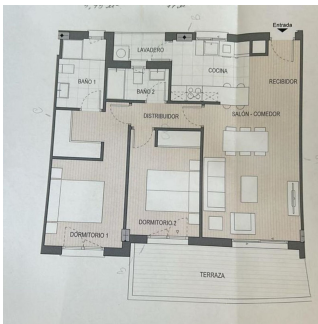 Entrada
LAVADERO
COCINA
BAÑO 1
RECIBIDOR
BAÑO 2
SALÓN - COMEDOR
DISTRIBUIDOR
DORMITORIO 2
DORMITORIO 1
TERRAZA